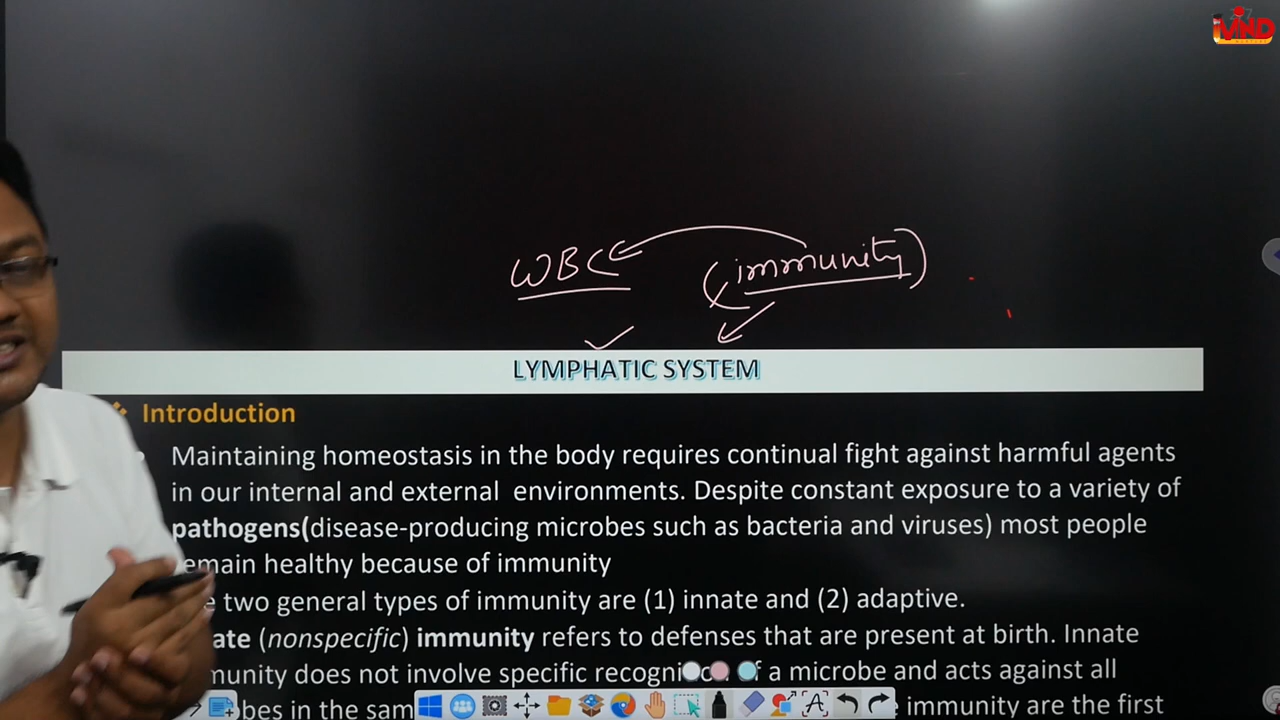 iVIND
WBC (immunity)
LYMPHATIC SYSTEM
Introduction
Maintaining homeostasis in the body requires continual fight against harmful agents
in our internal and external environments. Despite constant exposure to a variety of
pathogens(disease-producing microbes such as bacteria and viruses) most people
emain healthy because of immunity
e two general types of immunity are (1) innate and (2) adaptive.
ate (nonspecific) immunity refers to defenses that are present at birth. Innate
munity does not involve specific recogni f a microbe and acts against all
obes in the sam immunity are the first